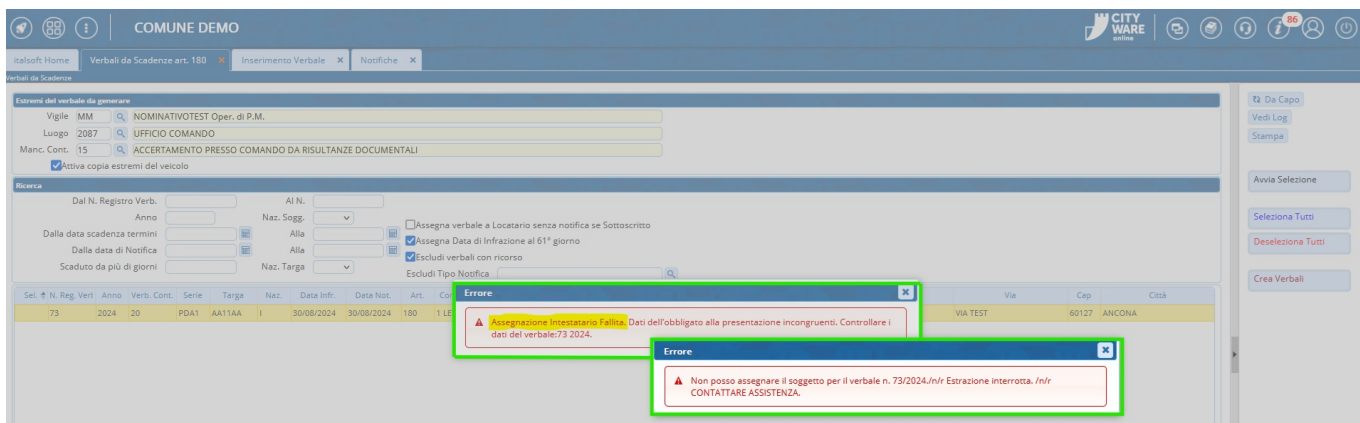 COMUNE DEMO
CITY
WARE
online
86
italsoft Home
Verbali da Scadenze art. 180
Inserimento Verbale
Notifiche
Verbali da Scadenze
Estremi del verbale da generare
Vigile MM NOMINATIVOTEST Oper. di P.M.
Luogo 2087 UFFICIO COMANDO
Manc. Cont. 15 ACCERTAMENTO PRESSO COMANDO DA RISULTANZE DOCUMENTALI
Attiva copia estremi del veicolo
Ricerca
Dal N. Registro Verb. Al N.
Anno Naz. Sogg.
Assegna verbale a Locatario senza notifica se Sottoscritto
Dalla data scadenza termini Alla
Assegna Data di Infrazione al 61° giorno
Dalla data di Notifica Alla
Escludi verbali con ricorso
Scaduto da più di giorni Naz. Targa
Escludi Tipo Notifica
Sel. N. Reg. Verl Anno Verb. Cont. Serie Targa Naz. Data Infr. Data Not. Art. Via Cap Città
73 2024 20 PDA1 AA11AA I 30/08/2024 30/08/2024 180 1 LE VIA TEST 60127 ANCONA
Errore
Assegnazione Intestatario Fallita. Dati dell'obbligato alla presentazione incongruenti. Controllare i
dati del verbale:73 2024.
Errore
Non posso assegnare il soggetto per il verbale n. 73/2024./n/r Estrazione interrotta. /n/r
CONTATTARE ASSISTENZA.
Da Capo
Vedi Log
Stampa
Avvia Selezione
Seleziona Tutti
Deseleziona Tutti
Crea Verbali